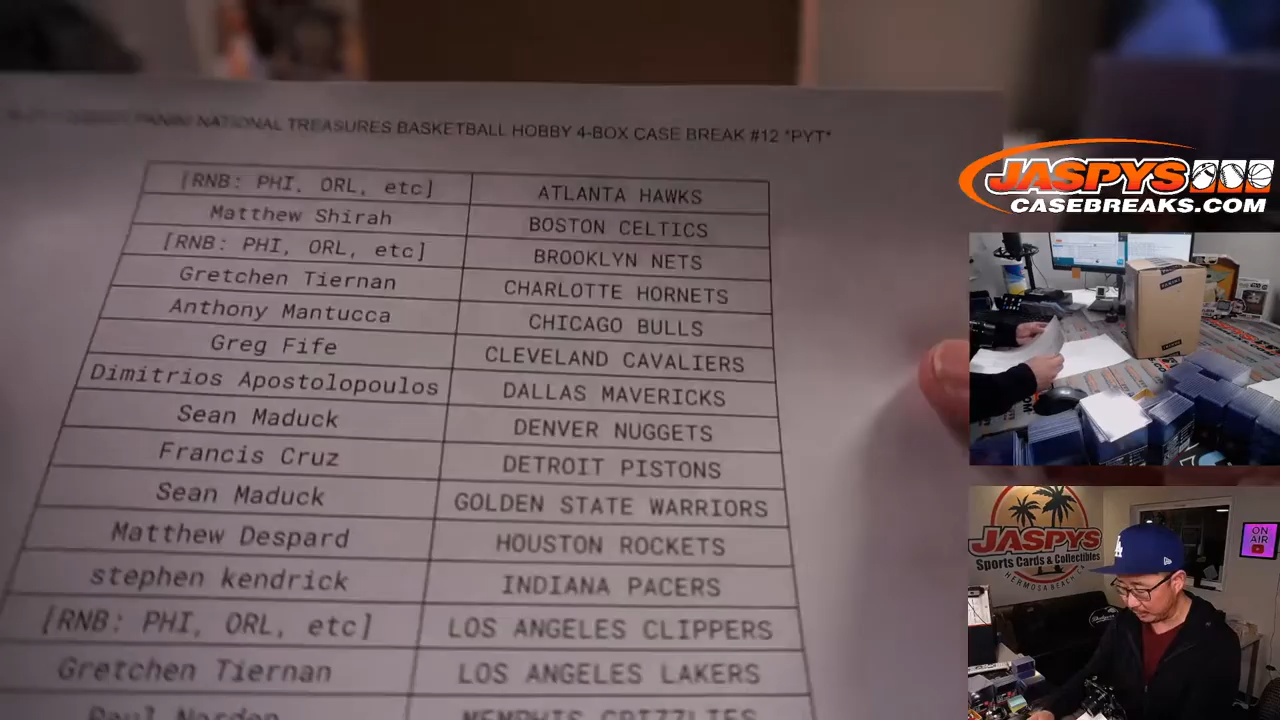 PANINI NATIONAL TREASURES BASKETBALL HOBBY 4-BOX CASE BREAK #12 *PYT*
[RNB: PHI, ORL, etc] ATLANTA HAWKS
Matthew Shirah BOSTON CELTICS
[RNB: PHI, ORL, etc] BROOKLYN NETS
Gretchen Tiernan CHARLOTTE HORNETS
Anthony Mantucca CHICAGO BULLS
Greg Fife CLEVELAND CAVALIERS
Dimitrios Apostolopoulos DALLAS MAVERICKS
Sean Maduck DENVER NUGGETS
Francis Cruz DETROIT PISTONS
Sean Maduck GOLDEN STATE WARRIORS
Matthew Despard HOUSTON ROCKETS
stephen kendrick INDIANA PACERS
[RNB: PHI, ORL, etc] LOS ANGELES CLIPPERS
Gretchen Tiernan LOS ANGELES LAKERS
MEMPHIS GRIZZLIES
JASPYS
CASEBREAKS.COM
JASPYS
Sports Cards & Collectibles
HERMOSA BEACH CA
LA
ON
AIR